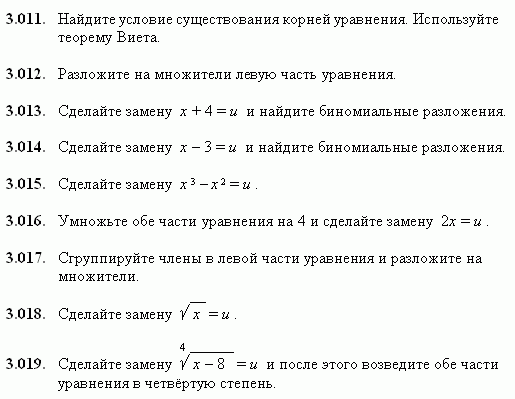 3.011. Найдите условие существования корней уравнения. Используйте
теорему Виета.
3.012. Разложите на множители левую часть уравнения.
3.013. Сделайте замену x + 4 = u и найдите биномиальные разложения.
3.014. Сделайте замену x − 3 = u и найдите биномиальные разложения.
3.015. Сделайте замену x³ − x² = u .
3.016. Умножьте обе части уравнения на 4 и сделайте замену 2x = u .
3.017. Сгруппируйте члены в левой части уравнения и разложите на
множители.
3.018. Сделайте замену √x = u .
3.019. Сделайте замену ⁴√(x − 8) = u и после этого возведите обе части
уравнения в четвёртую степень.